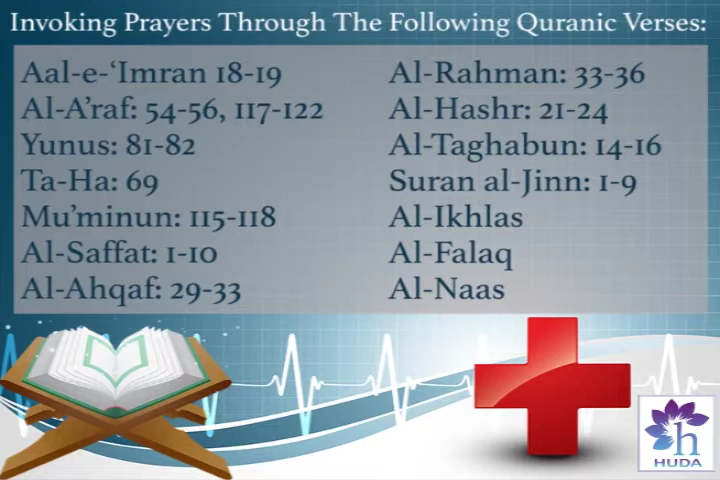 Invoking Prayers Through The Following Quranic Verses:
Aal-e-‘Imran 18-19
Al-A’raf: 54-56, 117-122
Yunus: 81-82
Ta-Ha: 69
Mu’minun: 115-118
Al-Saffat: 1-10
Al-Ahqaf: 29-33
Al-Rahman: 33-36
Al-Hashr: 21-24
Al-Taghabun: 14-16
Suran al-Jinn: 1-9
Al-Ikhlas
Al-Falaq
Al-Naas
h
HUDA